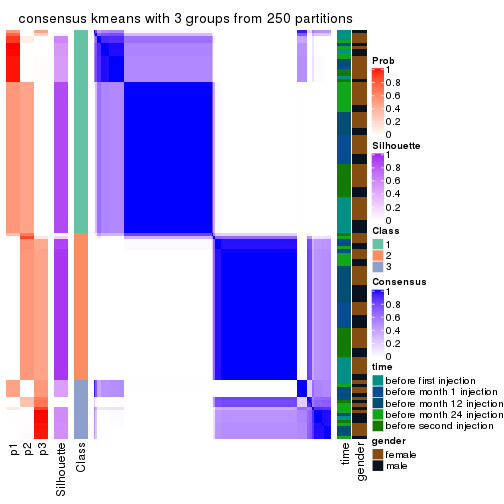 consensus kmeans with 3 groups from 250 partitions
Prob
1
0.8
0.6
0.4
0.2
0
Silhouette
1
0.8
0.6
0.4
0.2
0
Class
1
2
3
Consensus
1
0.8
0.6
0.4
0.2
0
time
before first injection
before month 1 injection
before month 12 injection
before month 24 injection
before second injection
gender
female
male
p1
p2
p3
Silhouette
Class
time
gender